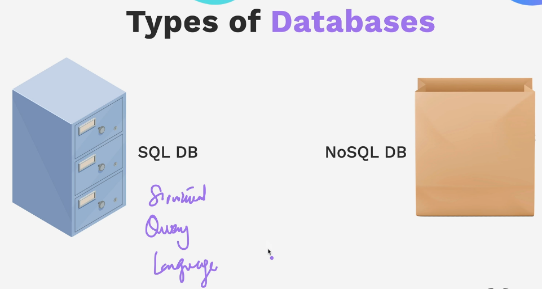 Types of Databases
SQL DB
NoSQL DB
Structured
Query
Language